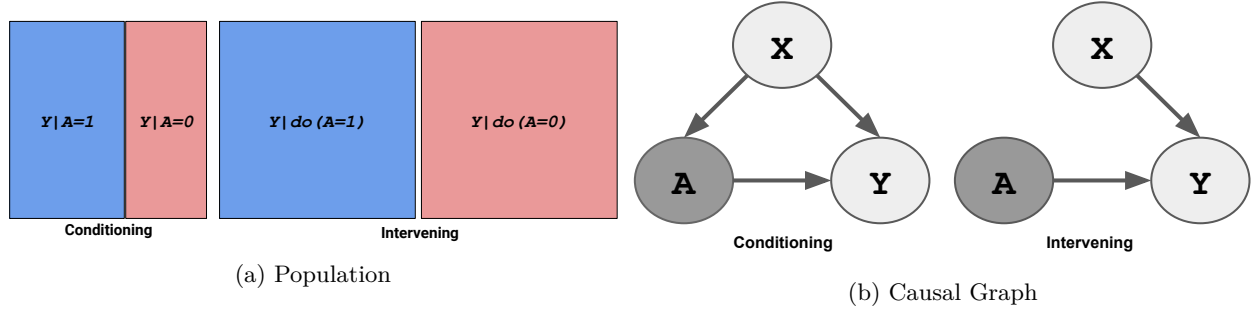 Y|A=1
Y|A=0
Y|do(A=1)
Y|do(A=0)
Conditioning
Intervening
(a) Population
X
A
Y
X
A
Y
Conditioning
Intervening
(b) Causal Graph